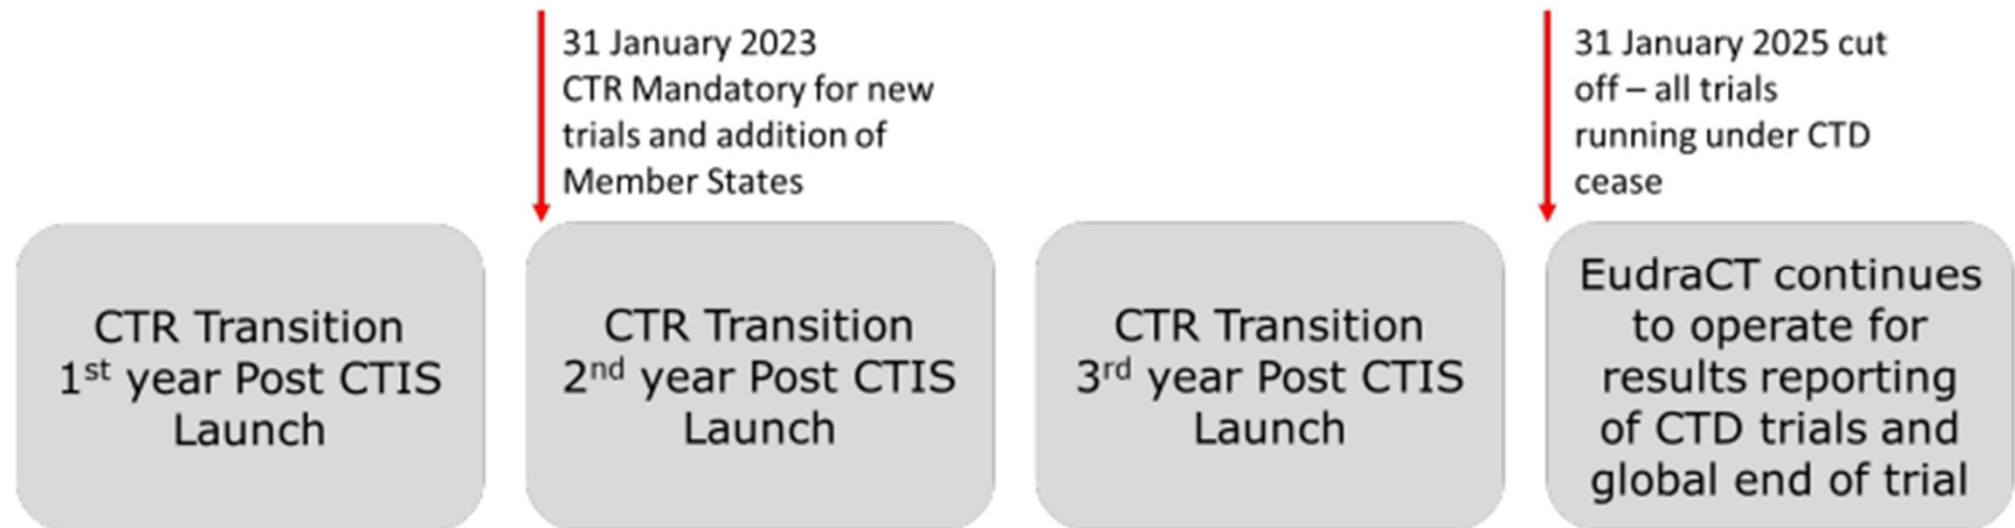 31 January 2023
CTR Mandatory for new
trials and addition of
Member States
31 January 2025 cut
off – all trials
running under CTD
cease
CTR Transition
1st year Post CTIS
Launch
CTR Transition
2nd year Post CTIS
Launch
CTR Transition
3rd year Post CTIS
Launch
EudraCT continues
to operate for
results reporting
of CTD trials and
global end of trial